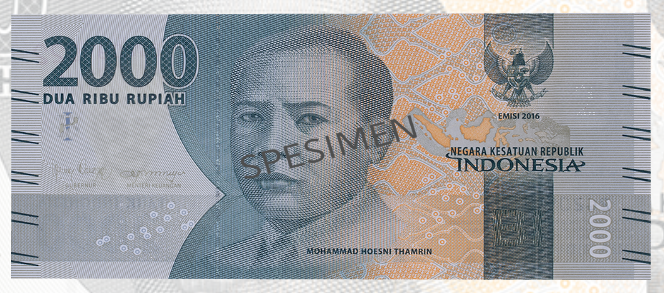 2000
DUA RIBU RUPIAH
GUBERNUR
MENTERI KEUANGAN
SPESIMEN
MOHAMMAD HOESNI THAMRIN
EMISI 2016
NEGARA KESATUAN REPUBLIK
INDONESIA
2000